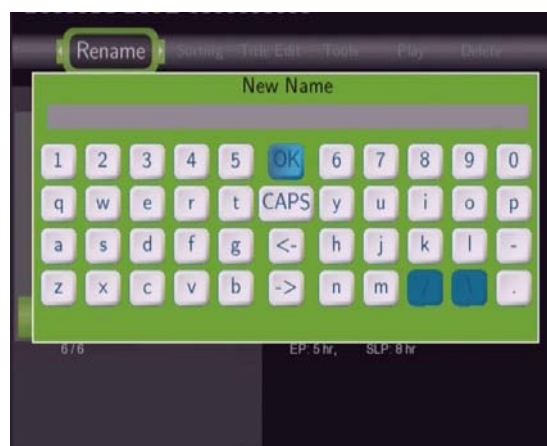 Rename Sorting Title Edit Tools Play Delete
New Name
1 2 3 4 5 OK 6 7 8 9 0
q w e r t CAPS y u i o p
a s d f g <- h j k l -
z x c v b -> n m / \ .
6/6 EP: 5 hr, SLP: 8 hr